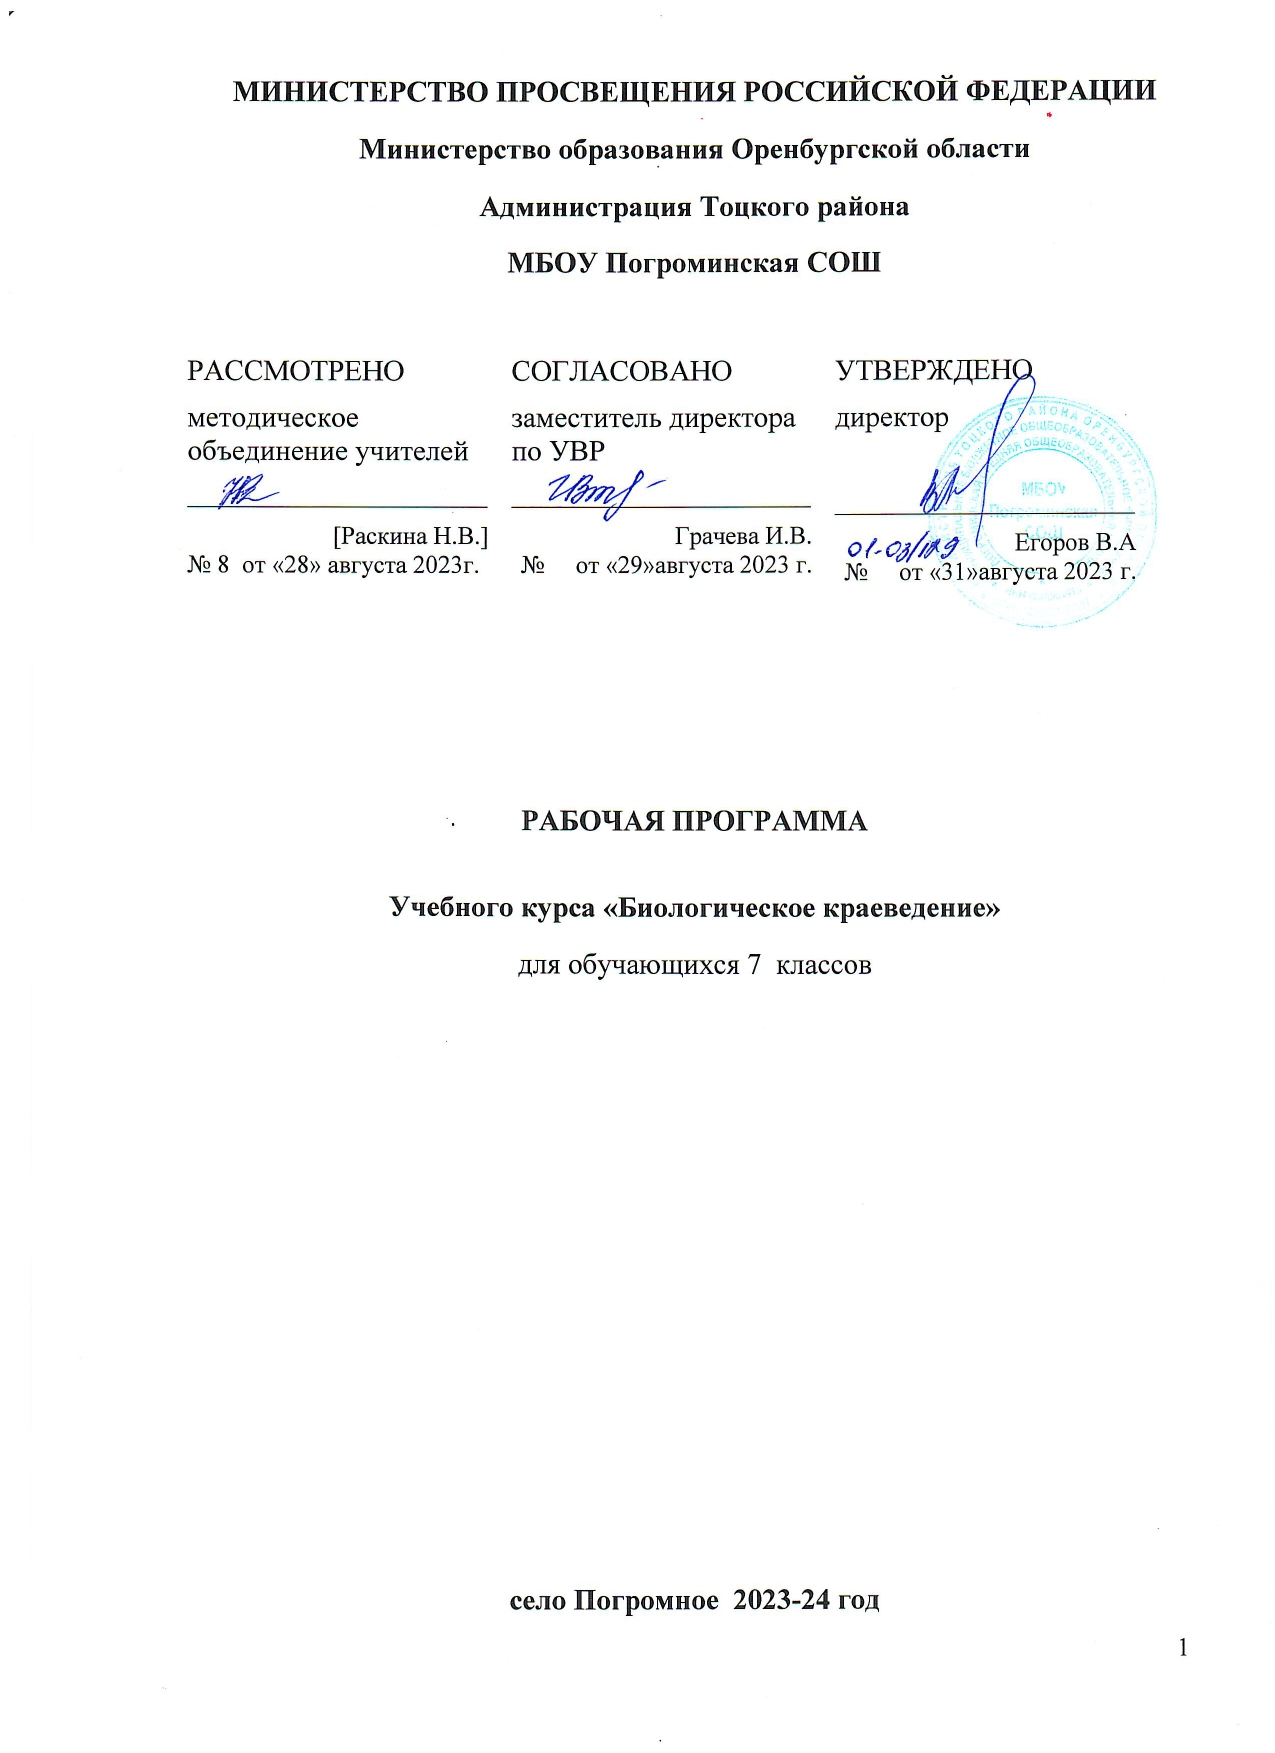 МИНИСТЕРСТВО ПРОСВЕЩЕНИЯ РОССИЙСКОЙ ФЕДЕРАЦИИ
Министерство образования Оренбургской области
Администрация Тоцкого района
МБОУ Погроминская СОШ
РАССМОТРЕНО
методическое
объединение учителей
[Раскина Н.В.]
№ 8 от «28» августа 2023г.
СОГЛАСОВАНО
заместитель директора
по УВР
Грачева И.В.
№ от «29»августа 2023 г.
УТВЕРЖДЕНО
директор
МБОУ
Погроминская
СОШ
01-03/129
Егоров В.А
№ от «31»августа 2023 г.
РАБОЧАЯ ПРОГРАММА
Учебного курса «Биологическое краеведение»
для обучающихся 7 классов
село Погромное 2023-24 год
1